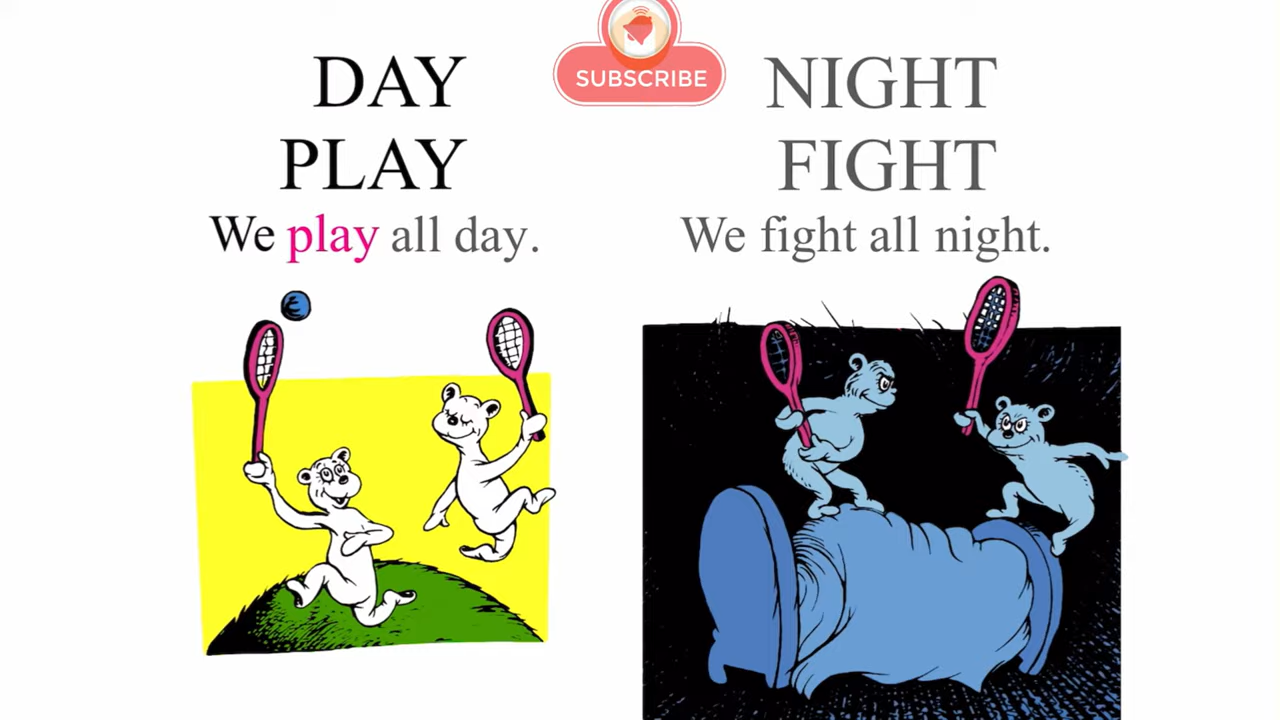 SUBSCRIBE
DAY
PLAY
We play all day.
NIGHT
FIGHT
We fight all night.